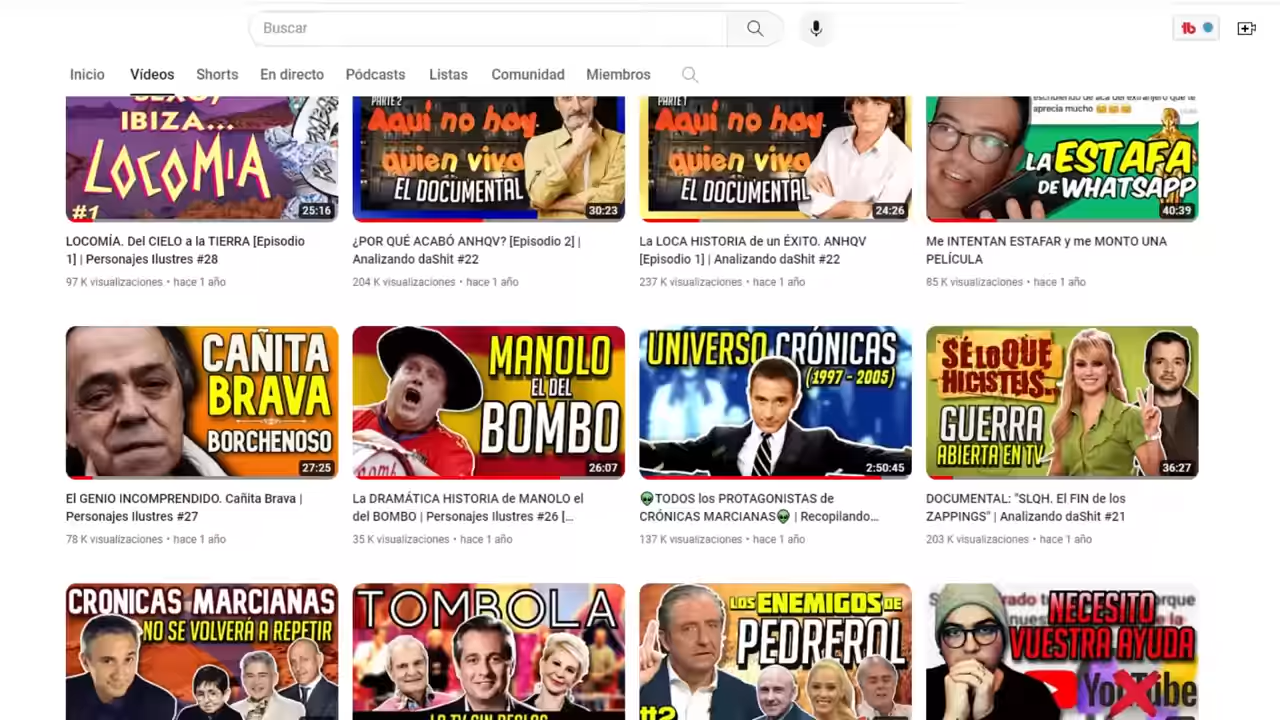 Buscar
Inicio
Vídeos
Shorts
En directo
Pódcasts
Listas
Comunidad
Miembros
IBIZA...
LOCOMIA
#1
25:16
PARTE 2
Aquí no hay
quien viva
EL DOCUMENTAL
30:23
PARTE 1
Aquí no hay
quien viva
EL DOCUMENTAL
24:26
aprecia mucho
LA ESTAFA
DE WHATSAPP
40:39
LOCOMÍA. Del CIELO a la TIERRA [Episodio
1] | Personajes Ilustres #28
97 K visualizaciones • hace 1 año
¿POR QUÉ ACABÓ ANHQV? [Episodio 2] |
Analizando daShit #22
204 K visualizaciones • hace 1 año
La LOCA HISTORIA de un ÉXITO. ANHQV
[Episodio 1] | Analizando daShit #22
237 K visualizaciones • hace 1 año
Me INTENTAN ESTAFAR y me MONTO UNA
PELÍCULA
85 K visualizaciones • hace 1 año
CAÑITA
BRAVA
BORCHENOSO
27:25
MANOLO
EL DEL
BOMBO
26:07
UNIVERSO CRÓNICAS
(1997 - 2005)
2:50:45
SÉ LO QUE
HICISTEIS...
GUERRA
ABIERTA EN TV
36:27
El GENIO INCOMPRENDIDO. Cañita Brava |
Personajes Ilustres #27
78 K visualizaciones • hace 1 año
La DRAMÁTICA HISTORIA de MANOLO el
del BOMBO | Personajes Ilustres #26 [...
35 K visualizaciones • hace 1 año
👽TODOS los PROTAGONISTAS de
CRÓNICAS MARCIANAS👽 | Recopilando...
137 K visualizaciones • hace 1 año
DOCUMENTAL: "SLQH. El FIN de los
ZAPPINGS" | Analizando daShit #21
203 K visualizaciones • hace 1 año
CRONICAS MARCIANAS
NO SE VOLVERÁ A REPETIR
TOMBOLA
LA TV SIN REGLAS
LOS ENEMIGOS DE
PEDREROL
#2
NECESITO
VUESTRA AYUDA
YouTube